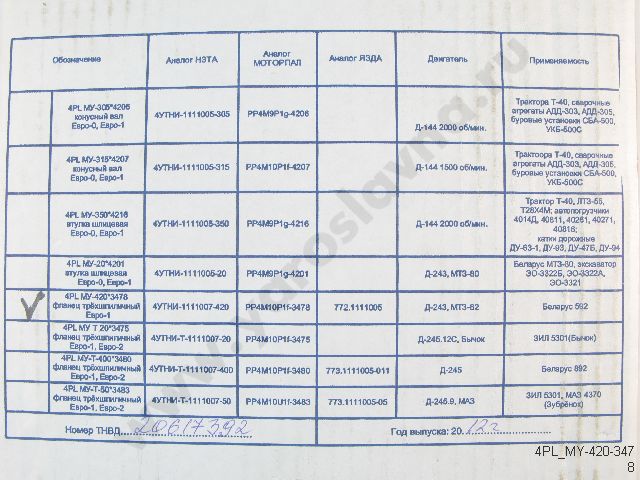 Обозначение Аналог НЗТА Аналог МОТОРПАЛ Аналог ЯЗДА Двигатель Применяемость
4PL МУ-305*4206
конусный вал
Евро-0, Евро-1
4УТНИ-1111005-305
PP4M9P1g-4206
Д-144 2000 об/мин.
Трактора Т-40, сварочные
агрегаты АДД-303, АДД-305,
буровые установки СБА-500,
УКБ-500С
4PL МУ-315*4207
конусный вал
Евро-0, Евро-1
4УТНИ-1111005-315
PP4M10P1f-4207
Д-144 1500 об/мин.
Трактоора Т-40, сварочные
агрегаты АДД-303, АДД-305,
буровые установки СБА-500,
УКБ-500С
4PL МУ-350*4216
втулка шлицевая
Евро-0, Евро-1
4УТНИ-1111005-350
PP4M9P1g-4216
Д-144 2000 об/мин.
Трактор Т-40, ЛТЗ-55,
Т28Х4М; автопогрузчики
4014Д, 40811, 40261, 40271,
40816;
катки дорожные
ДУ-63-1, ДУ-93, ДУ-47Б, ДУ-94
4PL МУ-20*4201
втулка шлицевая
Евро-0, Евро-1
4УТНИ-1111005-20
PP4M9P1g-4201
Д-243, МТЗ-80
Беларус МТЗ-80, экскаватор
ЭО-3322Б, ЭО-3322А,
ЭО-3321
4PL МУ-420*3478
фланец трёхшпиличный
Евро-1
4УТНИ-1111007-420
PP4M10P1f-3478
772.1111005
Д-243, МТЗ-82
Беларус 592
4PL МУ Т 20*3475
фланец трёхшпиличный
Евро-1, Евро-2
4УТНИ-Т-1111007-20
PP4M10P1f-3475
Д-245.12С, Бычок
ЗИЛ 5301(Бычок)
4PL МУ-Т-400*3480
фланец трёхшпиличный
Евро-1, Евро-2
4УТНИ-Т-1111007-400
PP4M10P1f-3480
773.1111005-011
Д-245
Беларус 892
4PL МУ-Т-50*3483
фланец трёхшпиличный
Евро-1, Евро-2
4УТНИ-Т-1111007-50
PP4M10U1f-3483
773.1111005-05
Д-245.9, МАЗ
ЗИЛ 5301, МАЗ 4370
(Зубрёнок)
Номер ТНВД 20617392 Год выпуска: 20 12г
www.yaroslavna.ru
4PL_MY-420-347
8